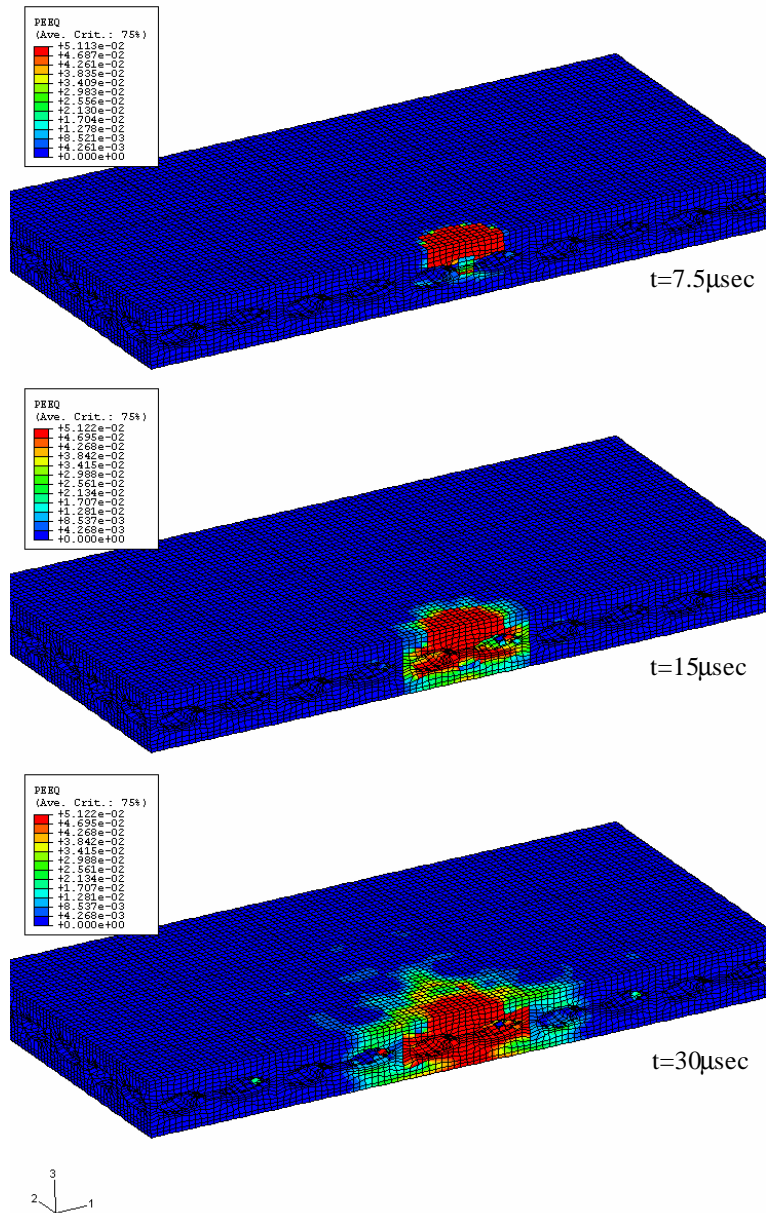 PEEQ
(Ave. Crit.: 75%)
+5.113e-02
+4.687e-02
+4.261e-02
+3.835e-02
+3.409e-02
+2.983e-02
+2.556e-02
+2.130e-02
+1.704e-02
+1.278e-02
+8.521e-03
+4.261e-03
+0.000e+00
t=7.5µsec
PEEQ
(Ave. Crit.: 75%)
+5.122e-02
+4.695e-02
+4.268e-02
+3.842e-02
+3.415e-02
+2.988e-02
+2.561e-02
+2.134e-02
+1.707e-02
+1.281e-02
+8.537e-03
+4.268e-03
+0.000e+00
t=15µsec
PEEQ
(Ave. Crit.: 75%)
+5.122e-02
+4.695e-02
+4.268e-02
+3.842e-02
+3.415e-02
+2.988e-02
+2.561e-02
+2.134e-02
+1.707e-02
+1.281e-02
+8.537e-03
+4.268e-03
+0.000e+00
t=30µsec
3
2
1